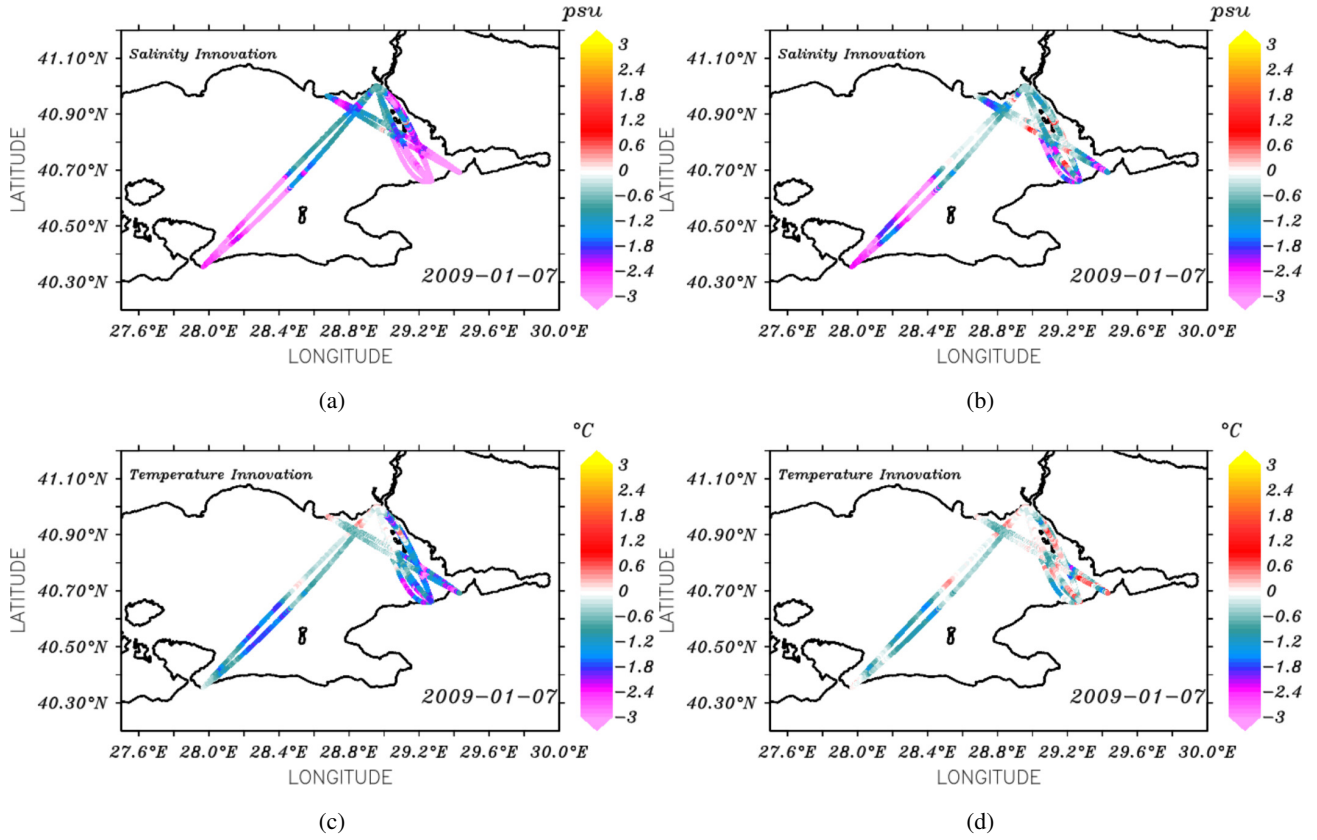 psu
Salinity Innovation
41.10°N
40.90°N
40.70°N
40.50°N
40.30°N
LATITUDE
2009-01-07
27.6°E 28.0°E 28.4°E 28.8°E 29.2°E 29.6°E 30.0°E
LONGITUDE
3
2.4
1.2
0.6
0
-0.6
-1.2
-1.8
-2.4
-3
(a)
psu
Salinity Innovation
41.10°N
40.90°N
40.70°N
40.50°N
40.30°N
LATITUDE
2009-01-07
27.6°E 28.0°E 28.4°E 28.8°E 29.2°E 29.6°E 30.0°E
LONGITUDE
3
2.4
1.2
0.6
0
-0.6
-1.2
-1.8
-2.4
-3
(b)
°C
Temperature Innovation
41.10°N
40.90°N
40.70°N
40.50°N
40.30°N
LATITUDE
2009-01-07
27.6°E 28.0°E 28.4°E 28.8°E 29.2°E 29.6°E 30.0°E
LONGITUDE
3
2.4
1.2
0.6
0
-0.6
-1.2
-1.8
-2.4
-3
(c)
°C
Temperature Innovation
41.10°N
40.90°N
40.70°N
40.50°N
40.30°N
LATITUDE
2009-01-07
27.6°E 28.0°E 28.4°E 28.8°E 29.2°E 29.6°E 30.0°E
LONGITUDE
3
2.4
1.2
0.6
0
-0.6
-1.2
-1.8
-2.4
-3
(d)